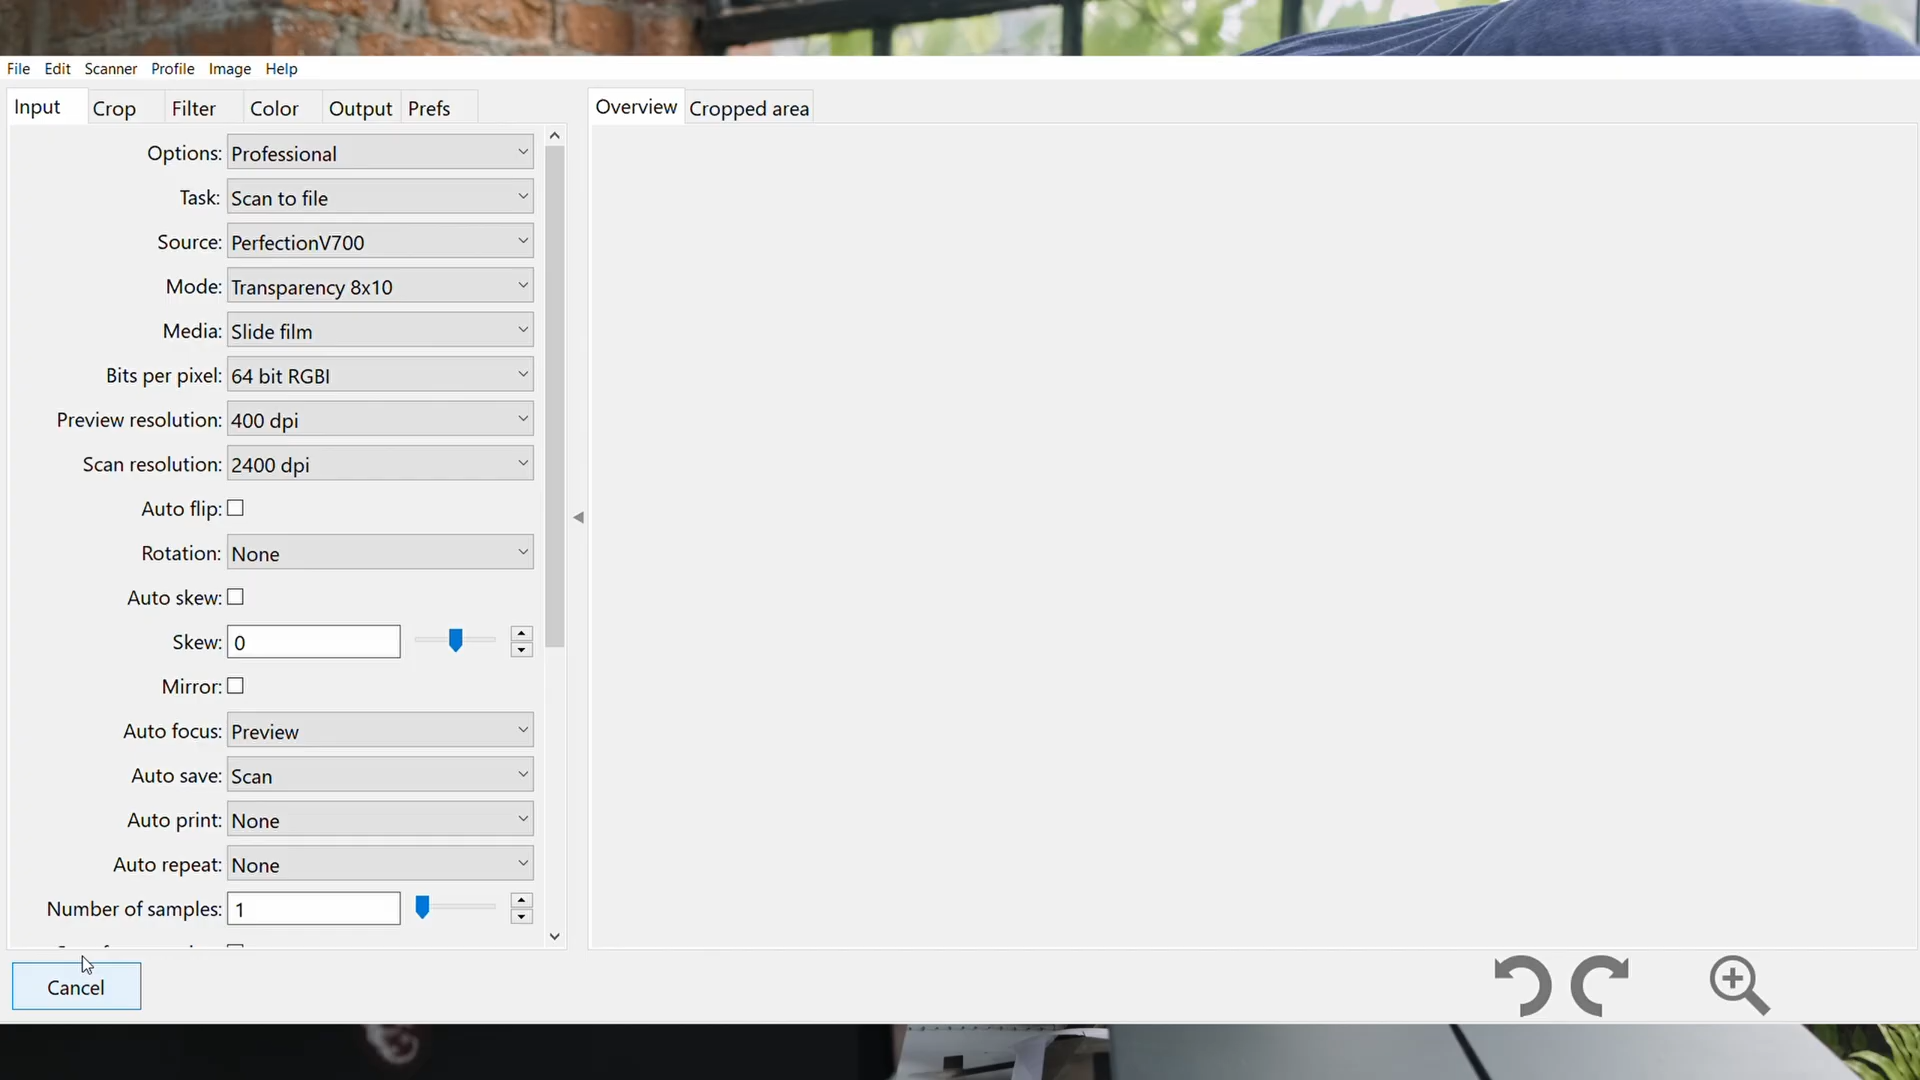 File Edit Scanner Profile Image Help
Input Crop Filter Color Output Prefs
Overview Cropped area
Options: Professional
Task: Scan to file
Source: PerfectionV700
Mode: Transparency 8x10
Media: Slide film
Bits per pixel: 64 bit RGBI
Preview resolution: 400 dpi
Scan resolution: 2400 dpi
Auto flip:
Rotation: None
Auto skew:
Skew: 0
Mirror:
Auto focus: Preview
Auto save: Scan
Auto print: None
Auto repeat: None
Number of samples: 1
Cancel